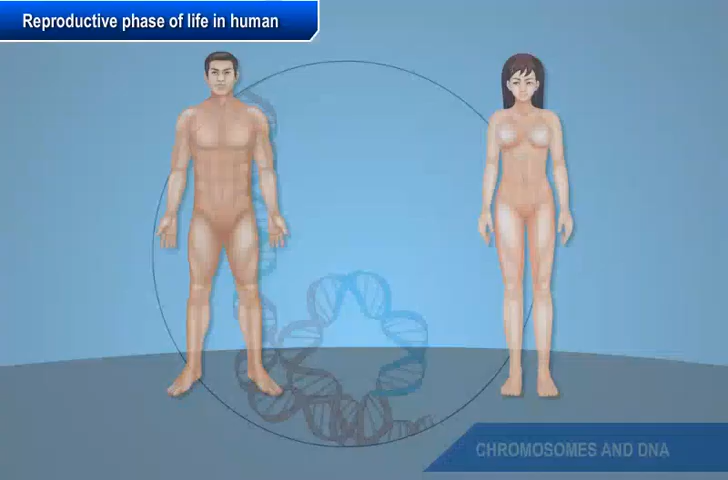 Reproductive phase of life in human
CHROMOSOMES AND DNA